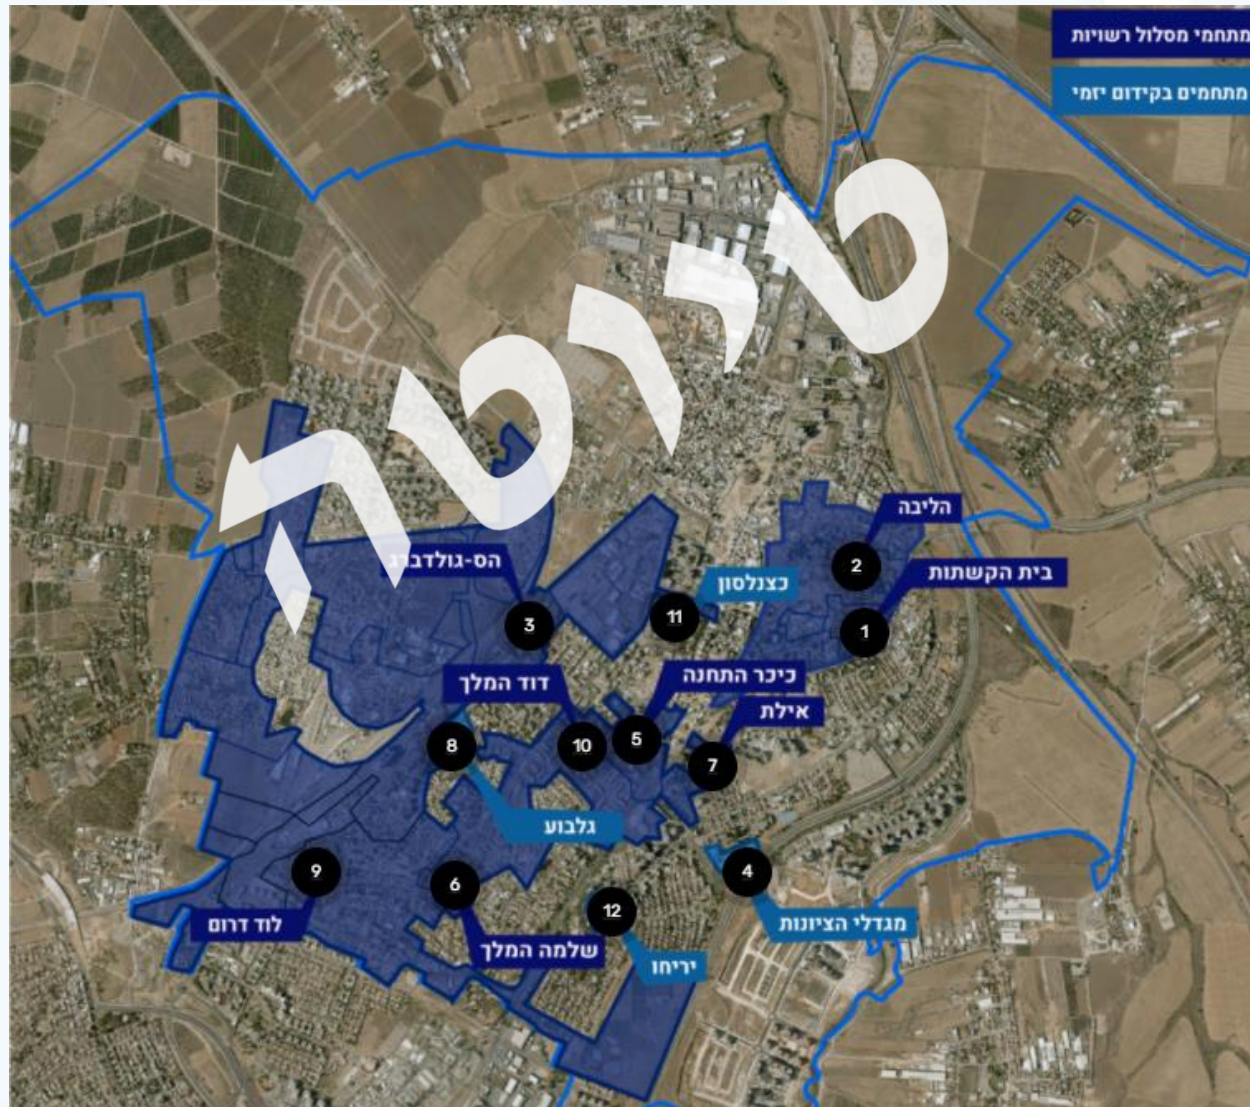 מתחמי מסלול רשויות
מתחמים בקידום יזמי
טיוטה
הליבה
2
בית הקשתות
1
הס-גולדברג
3
כצנלסון
11
דוד המלך
10
כיכר התחנה
5
אילת
7
8
גלבוע
9
לוד דרום
6
שלמה המלך
12
יריחו
4
מגדלי הציונות